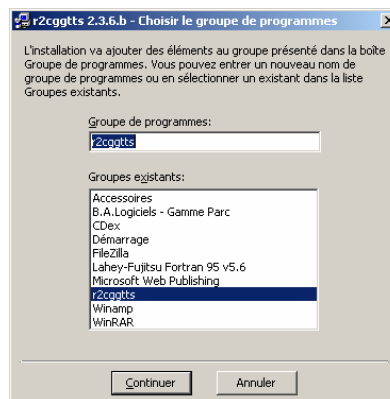 r2cggtts 2.3.6.b - Choisir le groupe de programmes
L'installation va ajouter des éléments au groupe présenté dans la boîte
Groupe de programmes. Vous pouvez entrer un nouveau nom de
groupe de programmes ou en sélectionner un existant dans la liste
Groupes existants.
Groupe de programmes:
r2cggtts
Groupes existants:
Accessoires
B.A.Logiciels - Gamme Parc
CDex
Démarrage
FileZilla
Lahey-Fujitsu Fortran 95 v5.6
Microsoft Web Publishing
r2cggtts
Winamp
WinRAR
Continuer
Annuler